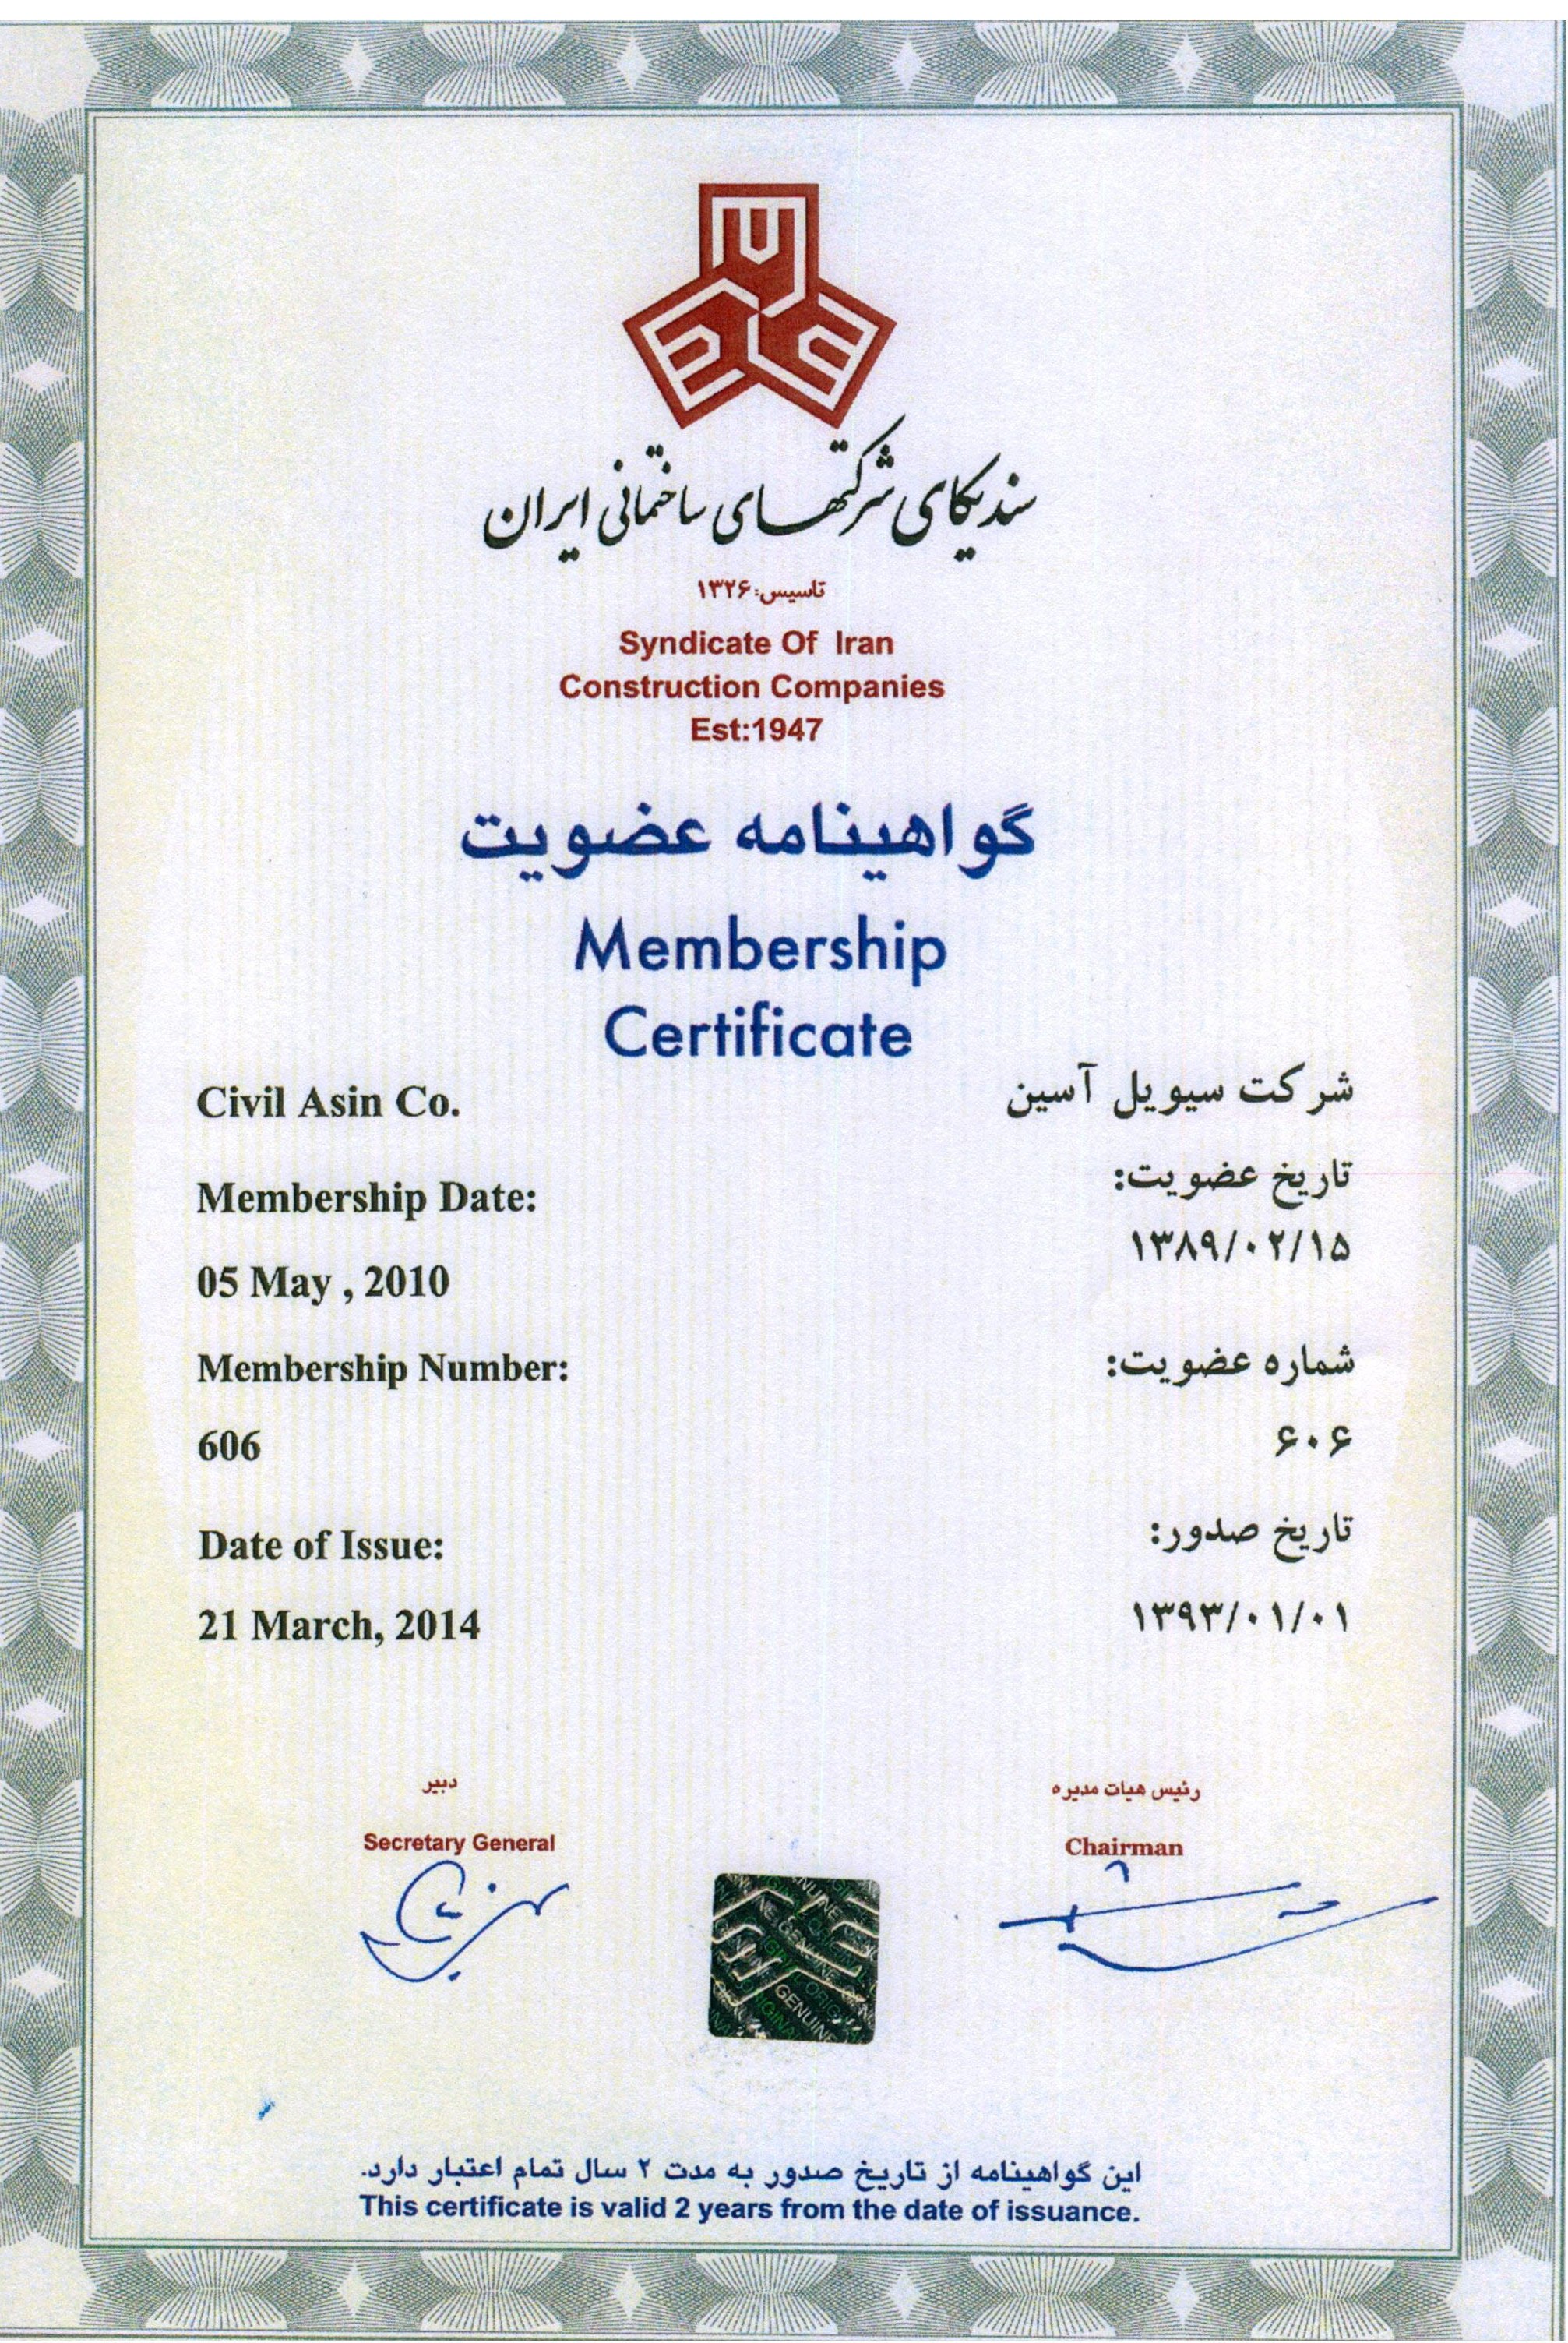 سندیکای شرکتهای ساختمانی ایران
تاسیس: ۱۳۲۶
Syndicate Of Iran
Construction Companies
Est:1947
گواهینامه عضویت
Membership
Certificate
Civil Asin Co.
شرکت سیویل آسین
Membership Date:
تاریخ عضویت:
05 May , 2010
۱۳۸۹/۰۲/۱۵
Membership Number:
شماره عضویت:
606
۶۰۶
Date of Issue:
تاریخ صدور:
21 March, 2014
۱۳۹۳/۰۱/۰۱
دبیر
رئیس هیات مدیره
Secretary General
Chairman
GENUINE
ORIGINAL
GENUINE
این گواهینامه از تاریخ صدور به مدت ۲ سال تمام اعتبار دارد.
This certificate is valid 2 years from the date of issuance.